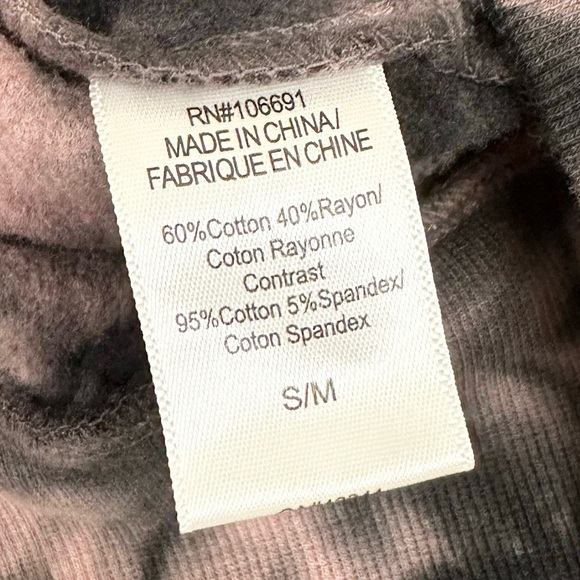 RN#106691
MADE IN CHINA/
FABRIQUE EN CHINE
60%Cotton 40%Rayon/
Coton Rayonne
Contrast
95%Cotton 5%Spandex/
Coton Spandex
S/M